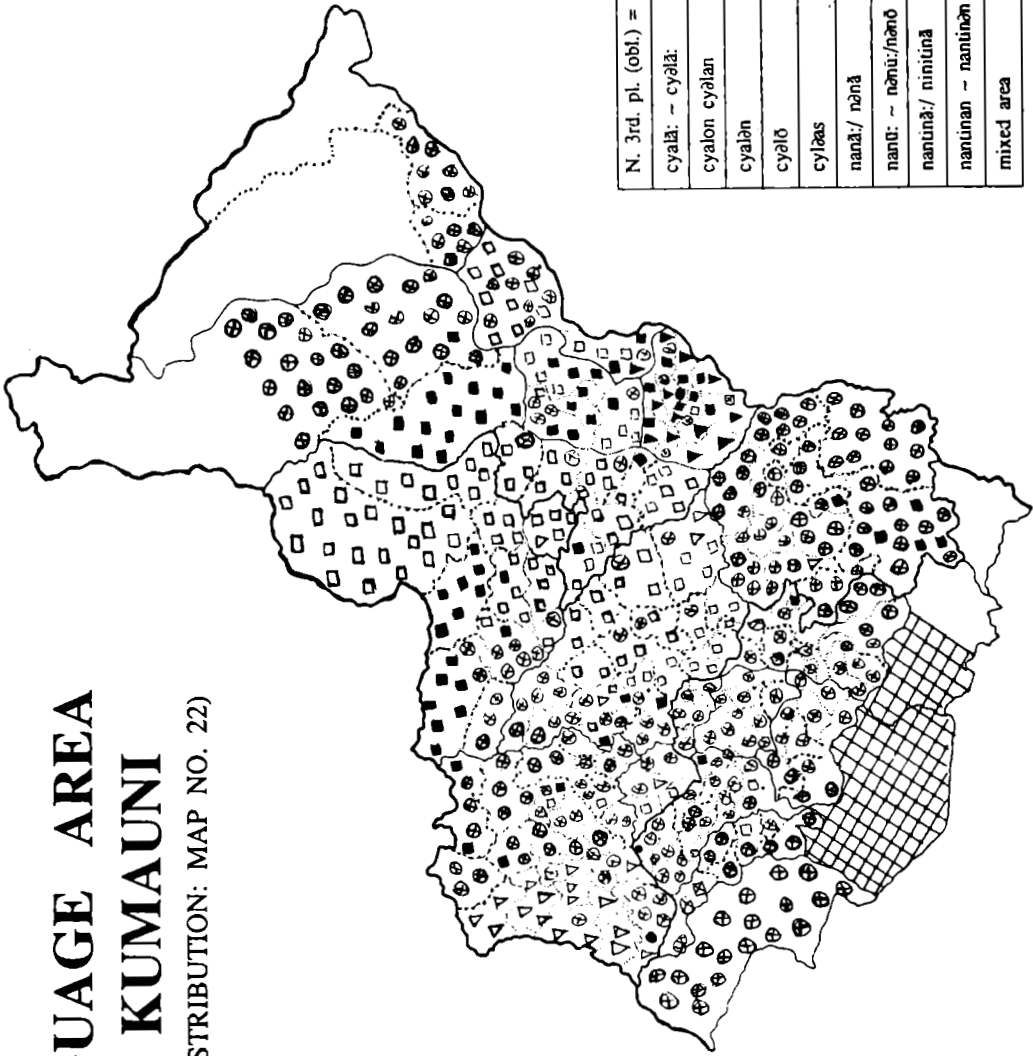 UAGE AREA
KUMAUNI
STRIBUTION: MAP NO. 22)
N. 3rd. pl. (obl.) =
cyalā: ~ cyəlā:
cyalon cyəlan
cyalən
cyəlō
cyləas
nanā:/ nənā
nanū: ~ nənū:/nənō
nantinā:/ ninitinā
nantinan ~ nantinən
mixed area